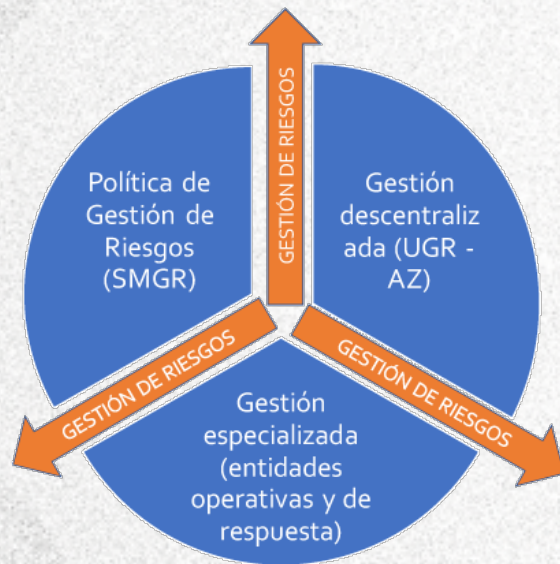 GESTIÓN DE RIESGOS
Política de
Gestión de
Riesgos
(SMGR)
Gestión
descentraliz
ada (UGR -
AZ)
GESTIÓN DE RIESGOS
GESTIÓN DE RIESGOS
Gestión
especializada
(entidades
operativas y de
respuesta)